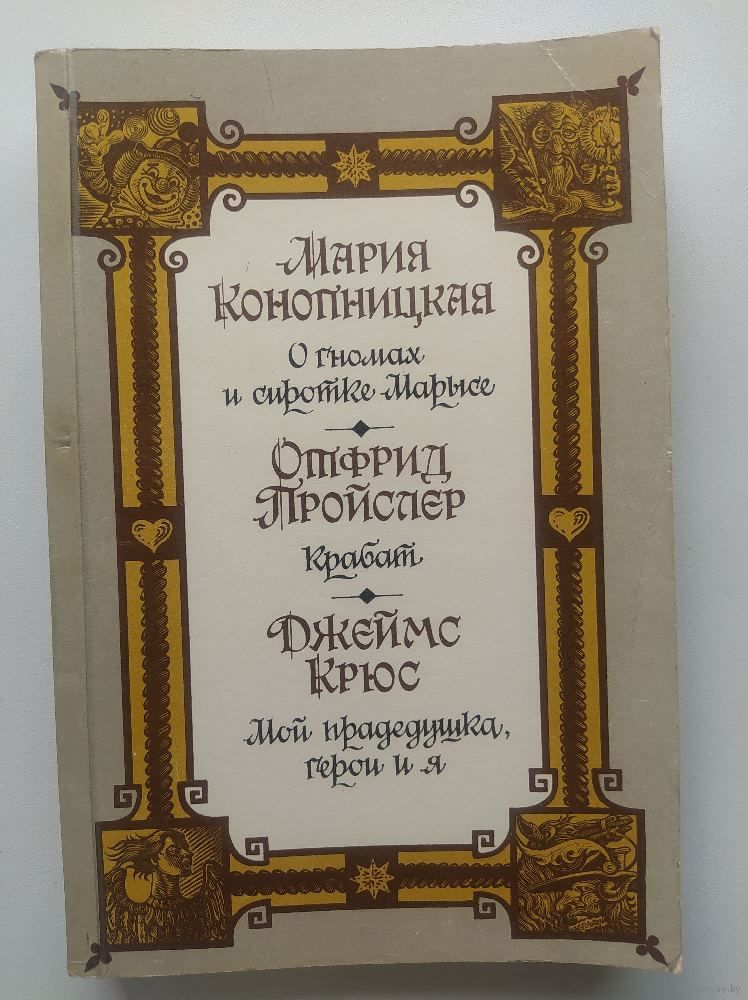 Мария
Конопницкая
О гномах
и сиротке Марысе
Отфрид
Пройслер
Крабат
Джеймс
Крюс
Мой прадедушка,
герои и я